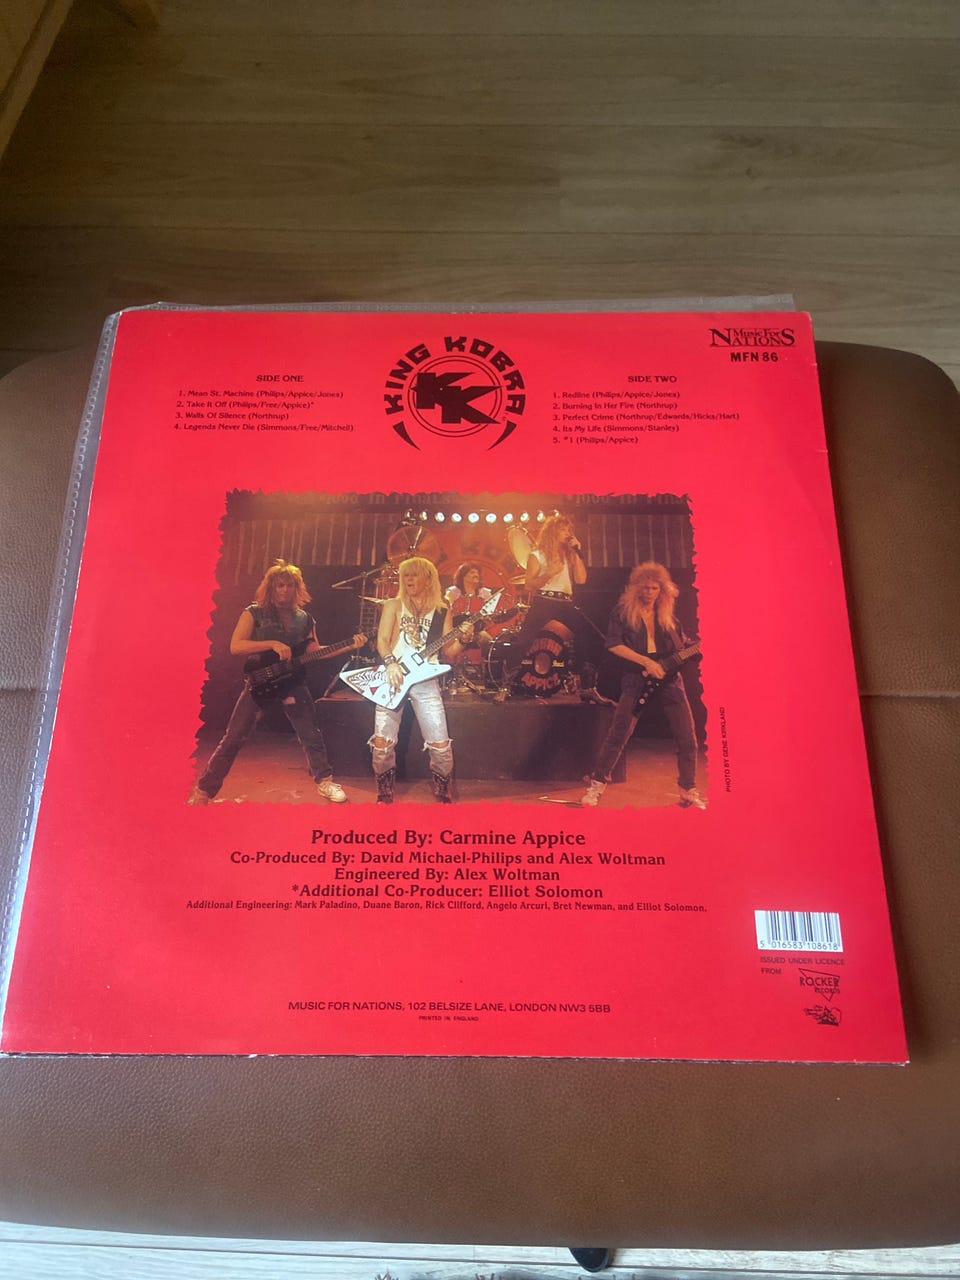 KING KOBRA
KK
Music For
NATIONS
MFN 86
SIDE ONE
1. Mean St. Machine (Philips/Appice/Jones)
2. Take It Off (Philips/Free/Appice)*
3. Walls Of Silence (Northrup)
4. Legends Never Die (Simmons/Free/Mitchell)
SIDE TWO
1. Redline (Philips/Appice/Jones)
2. Burning In Her Fire (Northrup)
3. Perfect Crime (Northrup/Edwards/Hicks/Hart)
4. Its My Life (Simmons/Stanley)
5. #1 (Philips/Appice)
APPICE
PHOTO BY GENE KIRKLAND
Produced By: Carmine Appice
Co-Produced By: David Michael-Philips and Alex Woltman
Engineered By: Alex Woltman
*Additional Co-Producer: Elliot Solomon
Additional Engineering: Mark Paladino, Duane Baron, Rick Clifford, Angelo Arcuri, Bret Newman, and Elliot Solomon.
5 016583 108618
ISSUED UNDER LICENCE
FROM
ROCKER
RECORDS
MUSIC FOR NATIONS, 102 BELSIZE LANE, LONDON NW3 5BB
PRINTED IN ENGLAND